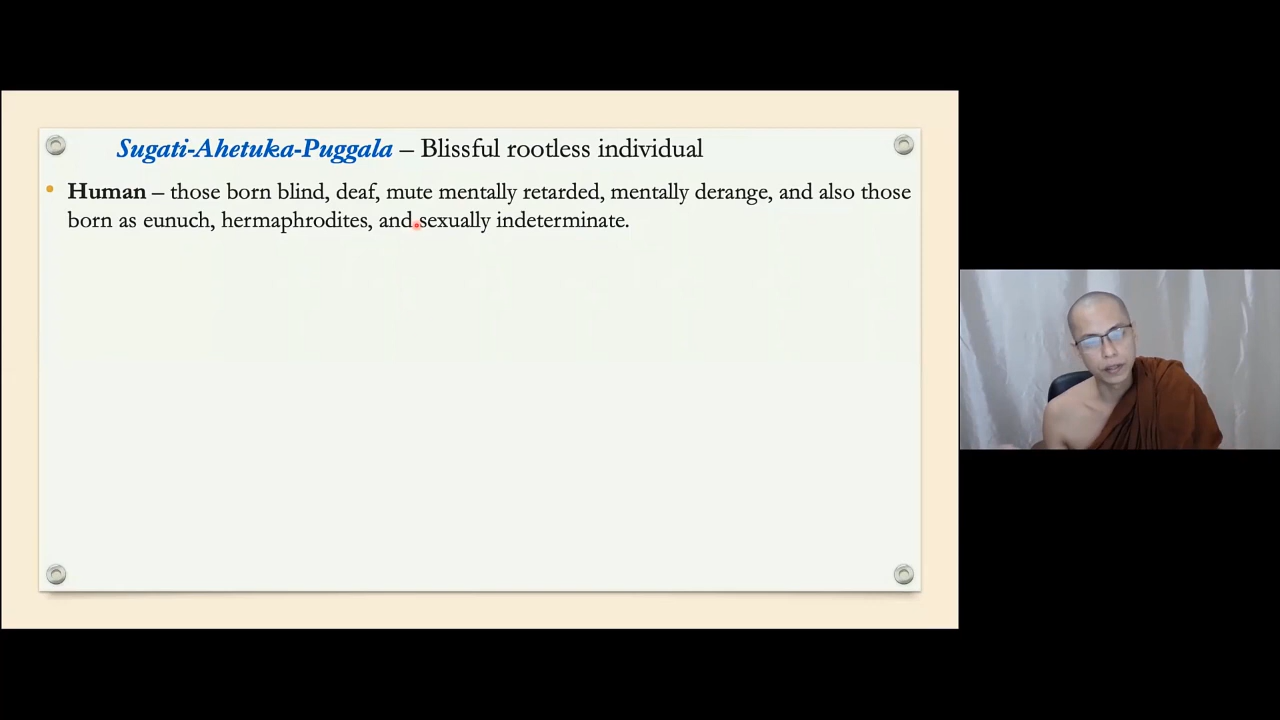 Sugati-Ahetuka-Puggala – Blissful rootless individual
• Human – those born blind, deaf, mute mentally retarded, mentally derange, and also those
born as eunuch, hermaphrodites, and sexually indeterminate.